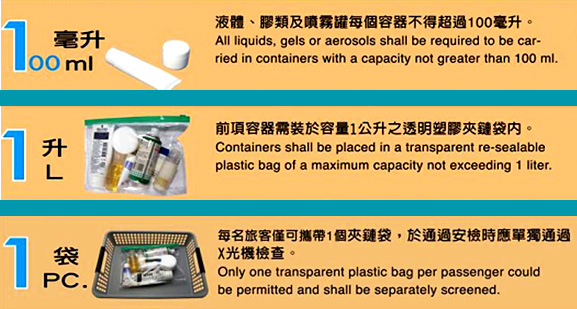 100 毫升
ml
液體、膠類及噴霧罐每個容器不得超過100毫升。
All liquids, gels or aerosols shall be required to be car-
ried in containers with a capacity not greater than 100 ml.
1 升
L
前項容器需裝於容量1公升之透明塑膠夾鏈袋內。
Containers shall be placed in a transparent re-sealable
plastic bag of a maximum capacity not exceeding 1 liter.
1 袋
PC.
每名旅客僅可攜帶1個夾鏈袋，於通過安檢時應單獨通過
X光機檢查。
Only one transparent plastic bag per passenger could
be permitted and shall be separately screened.